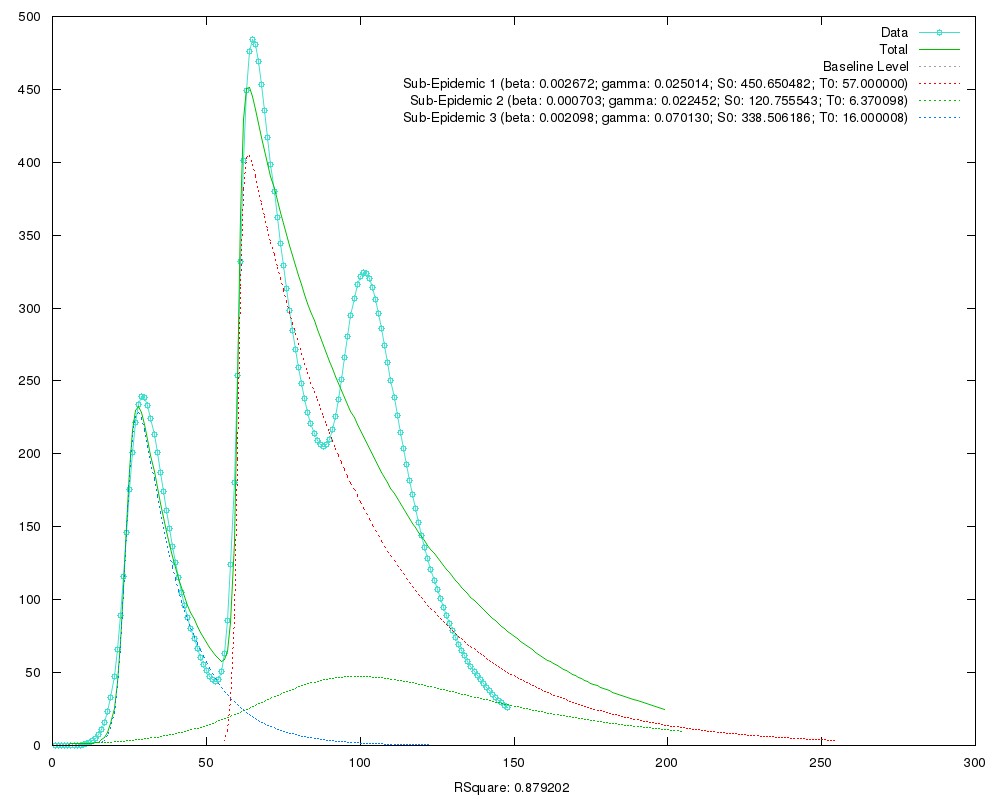 500
450
400
350
300
250
200
150
100
50
0
Data
Total
Baseline Level
Sub-Epidemic 1 (beta: 0.002672; gamma: 0.025014; S0: 450.650482; T0: 57.000000)
Sub-Epidemic 2 (beta: 0.000703; gamma: 0.022452; S0: 120.755543; T0: 6.370098)
Sub-Epidemic 3 (beta: 0.002098; gamma: 0.070130; S0: 338.506186; T0: 16.000008)
0 50 100 150 200 250 300
RSquare: 0.879202